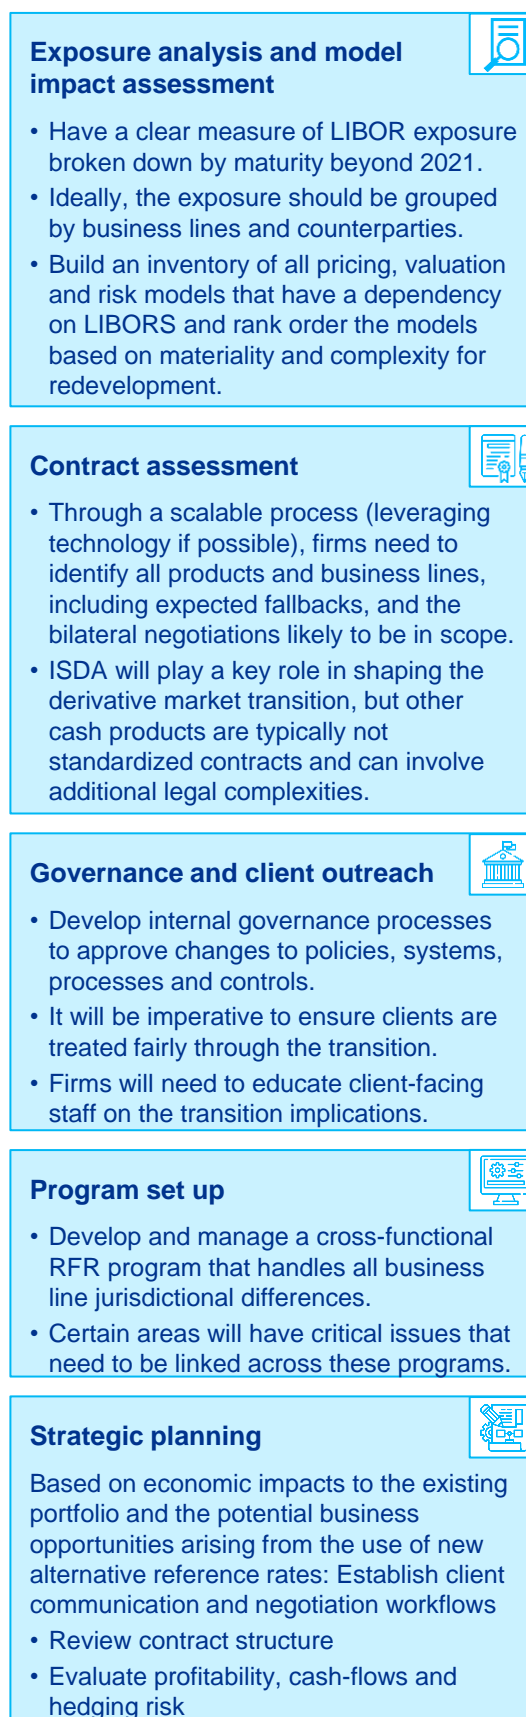 Exposure analysis and model
impact assessment
• Have a clear measure of LIBOR exposure
broken down by maturity beyond 2021.
• Ideally, the exposure should be grouped
by business lines and counterparties.
• Build an inventory of all pricing, valuation
and risk models that have a dependency
on LIBORS and rank order the models
based on materiality and complexity for
redevelopment.
Contract assessment
• Through a scalable process (leveraging
technology if possible), firms need to
identify all products and business lines,
including expected fallbacks, and the
bilateral negotiations likely to be in scope.
• ISDA will play a key role in shaping the
derivative market transition, but other
cash products are typically not
standardized contracts and can involve
additional legal complexities.
Governance and client outreach
• Develop internal governance processes
to approve changes to policies, systems,
processes and controls.
• It will be imperative to ensure clients are
treated fairly through the transition.
• Firms will need to educate client-facing
staff on the transition implications.
Program set up
• Develop and manage a cross-functional
RFR program that handles all business
line jurisdictional differences.
• Certain areas will have critical issues that
need to be linked across these programs.
Strategic planning
Based on economic impacts to the existing
portfolio and the potential business
opportunities arising from the use of new
alternative reference rates: Establish client
communication and negotiation workflows
• Review contract structure
• Evaluate profitability, cash-flows and
hedging risk